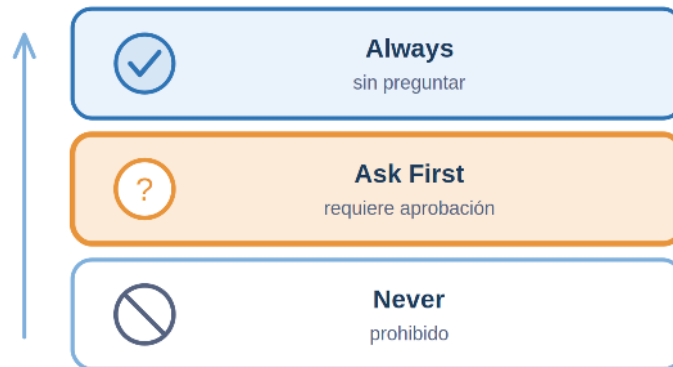 Always
sin preguntar
?
Ask First
requiere aprobación
Never
prohibido